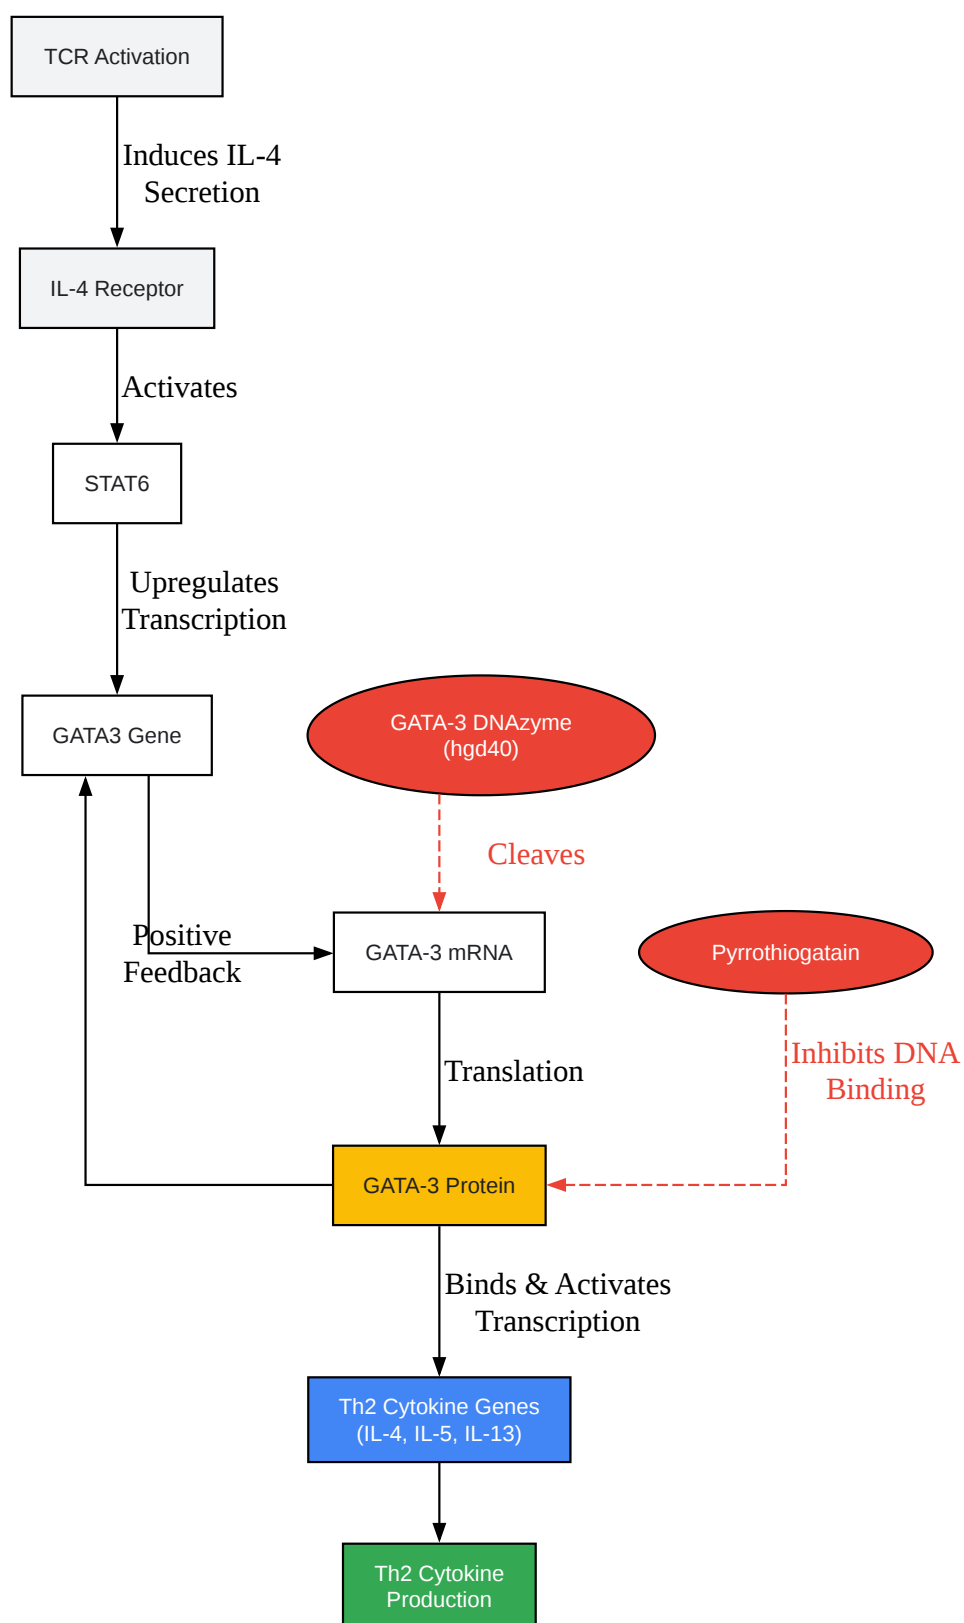 TCR Activation
Induces IL-4
Secretion
IL-4 Receptor
Activates
STAT6
Upregulates
Transcription
GATA3 Gene
GATA-3 DNAzyme
(hgd40)
Cleaves
Positive
Feedback
GATA-3 mRNA
Pyrrothiogatain
Inhibits DNA
Binding
Translation
GATA-3 Protein
Binds & Activates
Transcription
Th2 Cytokine Genes
(IL-4, IL-5, IL-13)
Th2 Cytokine
Production